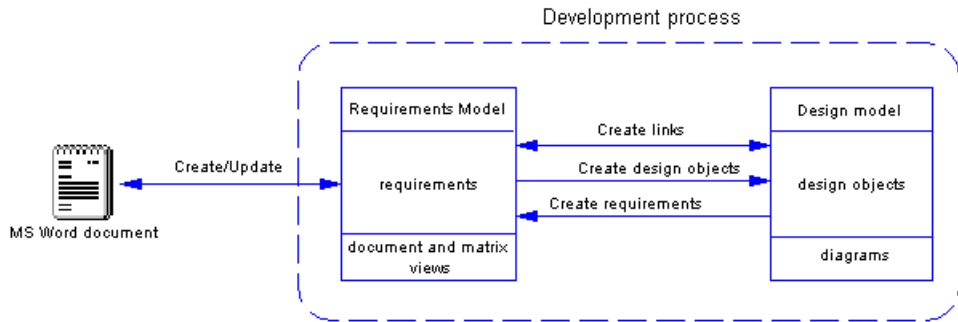 Development process
Requirements Model
Design model
Create links
Create/Update
Create design objects
requirements
design objects
Create requirements
MS Word document
document and matrix
views
diagrams